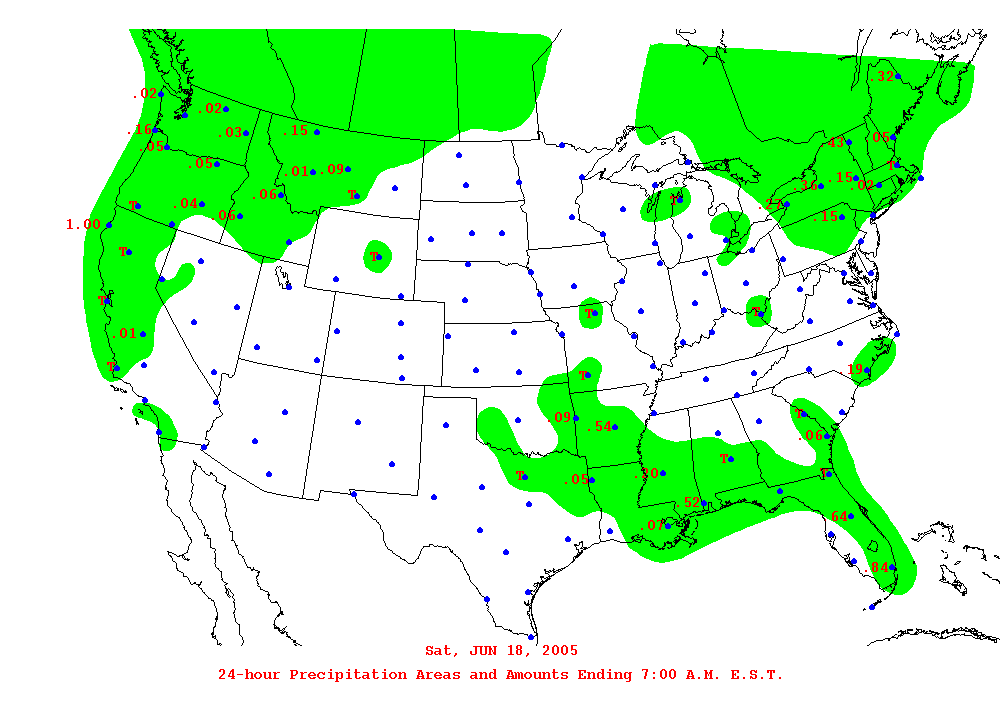 .32
.02
.02
.16
.03
.15
.05
.05
.43
.05
.01 .09
T
.15
.36
.02
.06
T
T
T
.04
.27
.06
.15
1.00
T
T
T
T
T
.01
T
T
.19
.09
T
.54
.06
T
.20
T
T
.05
.52
.64
.07
.84
Sat, JUN 18, 2005
24-hour Precipitation Areas and Amounts Ending 7:00 A.M. E.S.T.